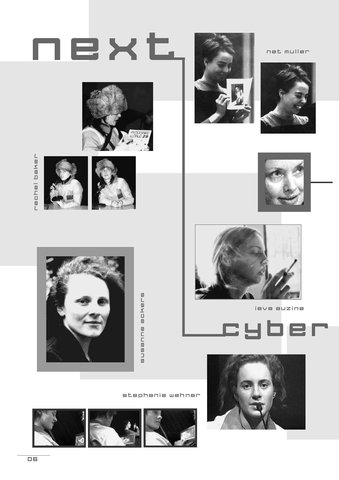 next
nat muller
rachel baker
ieva auzina
cyber
susanne ackers
stephanie wehner
06